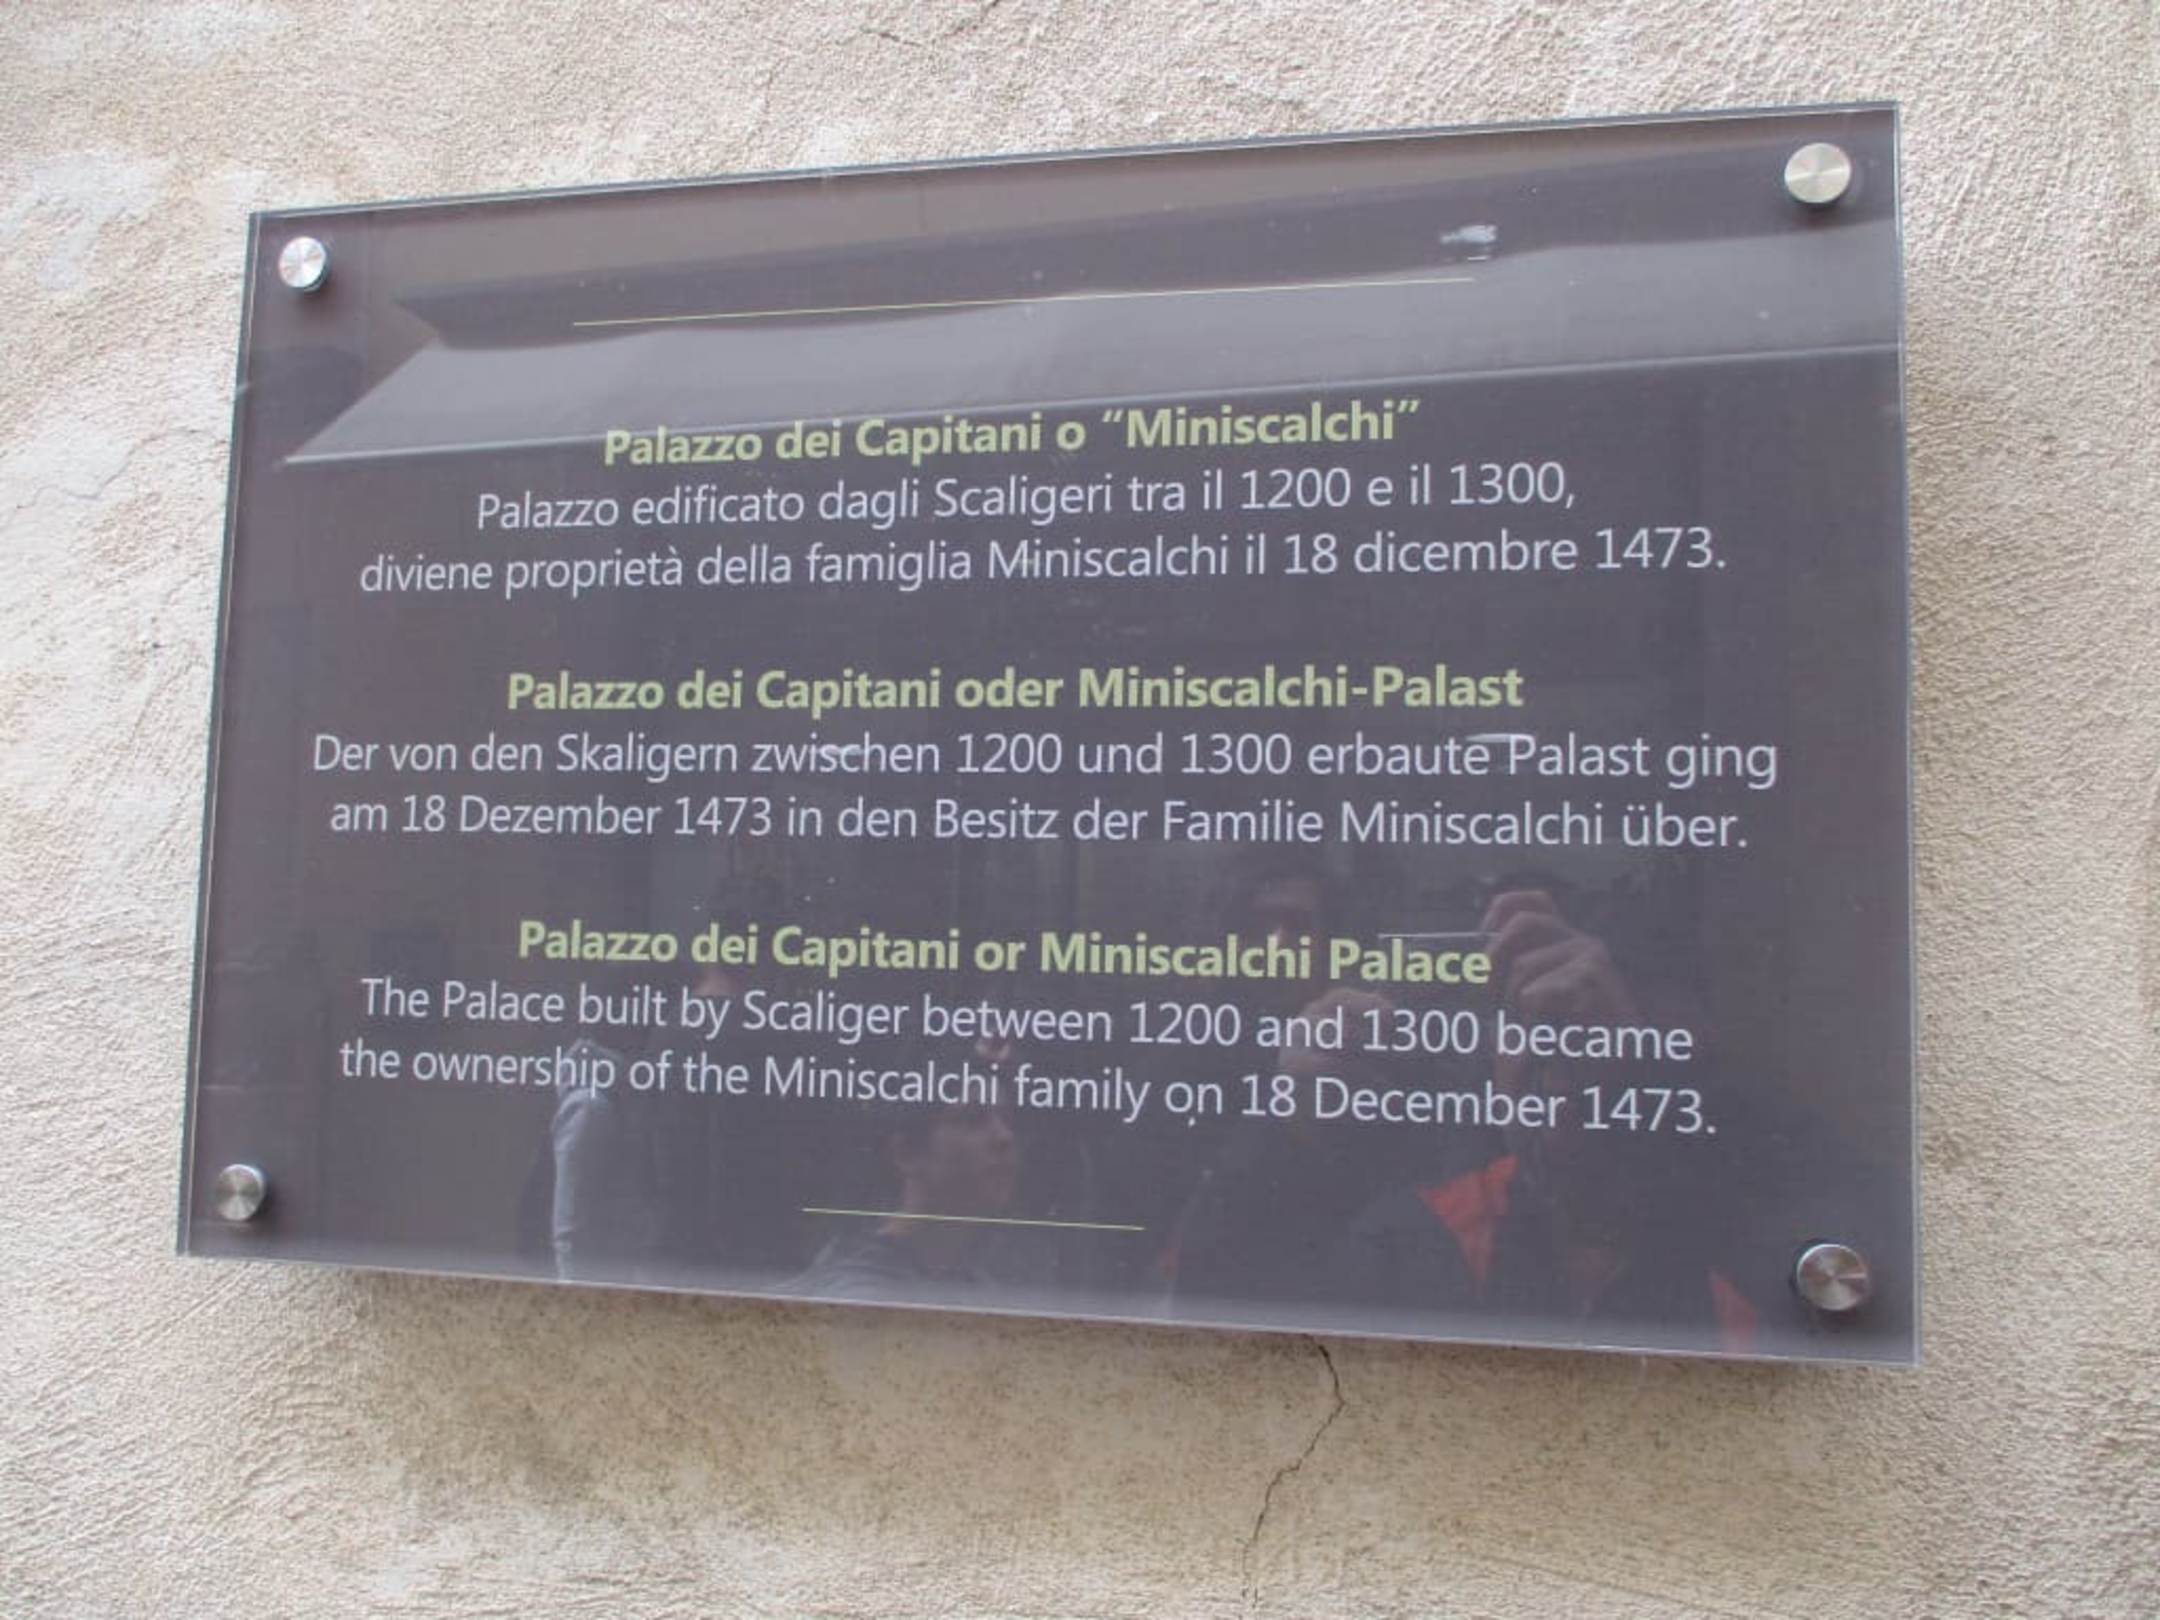 Palazzo dei Capitani o “Miniscalchi”
Palazzo edificato dagli Scaligeri tra il 1200 e il 1300,
diviene proprietà della famiglia Miniscalchi il 18 dicembre 1473.
Palazzo dei Capitani oder Miniscalchi-Palast
Der von den Skaligern zwischen 1200 und 1300 erbaute Palast ging
am 18 Dezember 1473 in den Besitz der Familie Miniscalchi über.
Palazzo dei Capitani or Miniscalchi Palace
The Palace built by Scaliger between 1200 and 1300 became
the ownership of the Miniscalchi family on 18 December 1473.